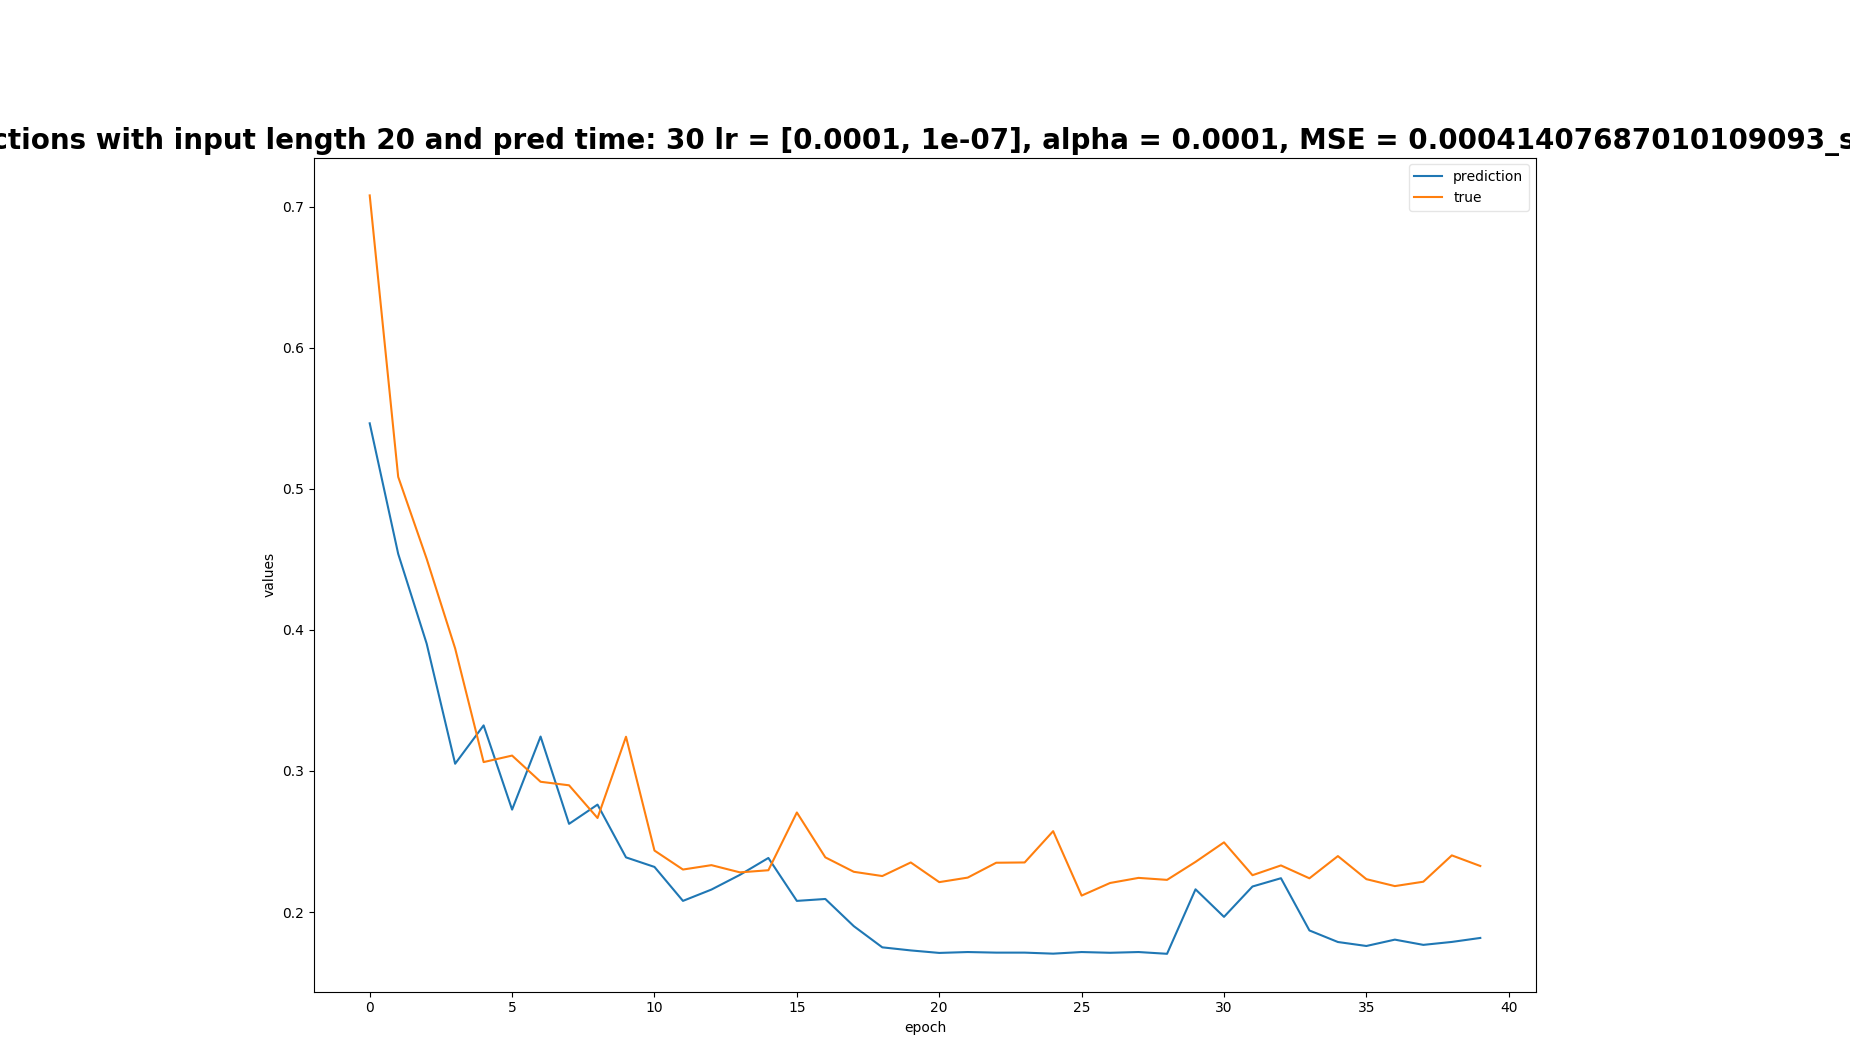 ctions with input length 20 and pred time: 30 lr = [0.0001, 1e-07], alpha = 0.0001, MSE = 0.00041407687010109093_s
prediction
true
0.7
0.6
0.5
0.4
0.3
0.2
values
0 5 10 15 20 25 30 35 40
epoch